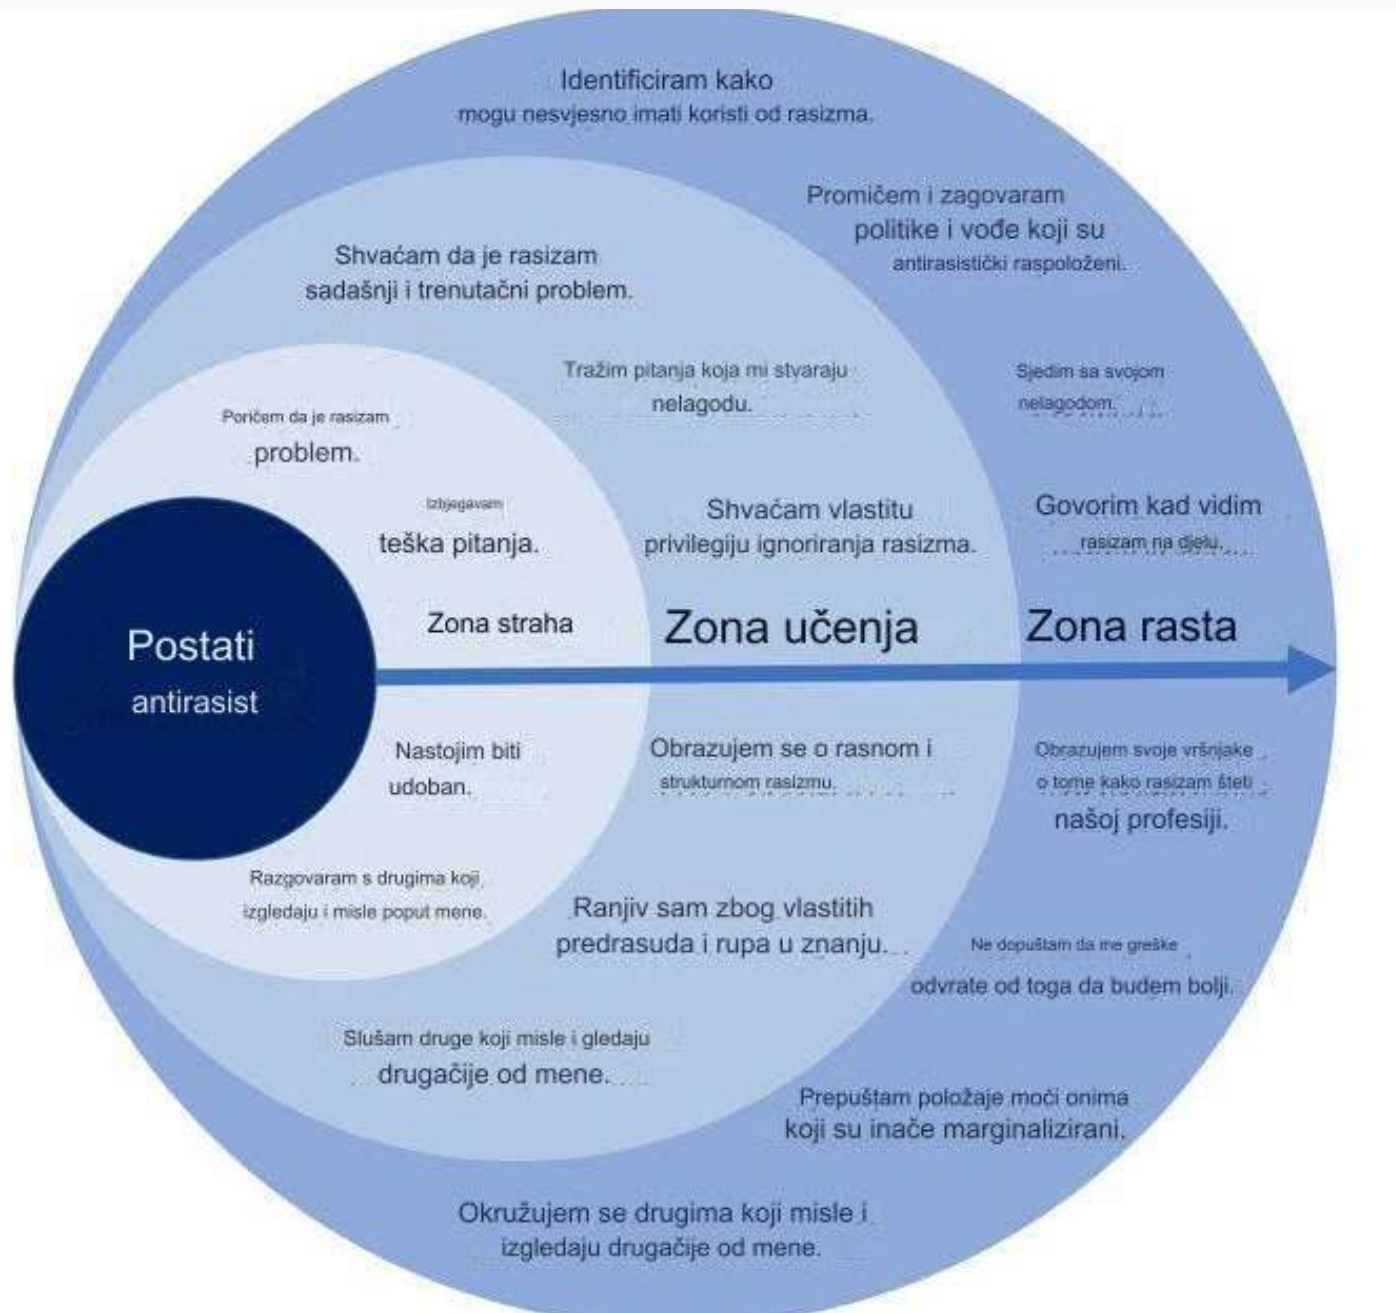 Identificiram kako
mogu nesvjesno imati koristi od rasizma.
Promičem i zagovaram
politike i vođe koji su
antirasistički raspoloženi.
Shvaćam da je rasizam
sadašnji i trenutačni problem.
Tražim pitanja koja mi stvaraju
nelagodu.
Sjedim sa svojom
nelagodom.
Poričem da je rasizam
problem.
Izbjegavam
teška pitanja.
Shvaćam vlastitu
privilegiju ignoriranja rasizma.
Govorim kad vidim
rasizam na djelu.
Postati
antirasist
Zona straha
Zona učenja
Zona rasta
Nastojim biti
udoban.
Obrazujem se o rasnom i
strukturnom rasizmu.
Obrazujem svoje vršnjake
o tome kako rasizam šteti
našoj profesiji.
Razgovaram s drugima koji
izgledaju i misle poput mene.
Ranjiv sam zbog vlastitih
predrasuda i rupa u znanju.
Ne dopuštam da me greške
odvrate od toga da budem bolji.
Slušam druge koji misle i gledaju
drugačije od mene.
Prepuštam položaje moći onima
koji su inače marginalizirani.
Okružujem se drugima koji misle i
izgledaju drugačije od mene.